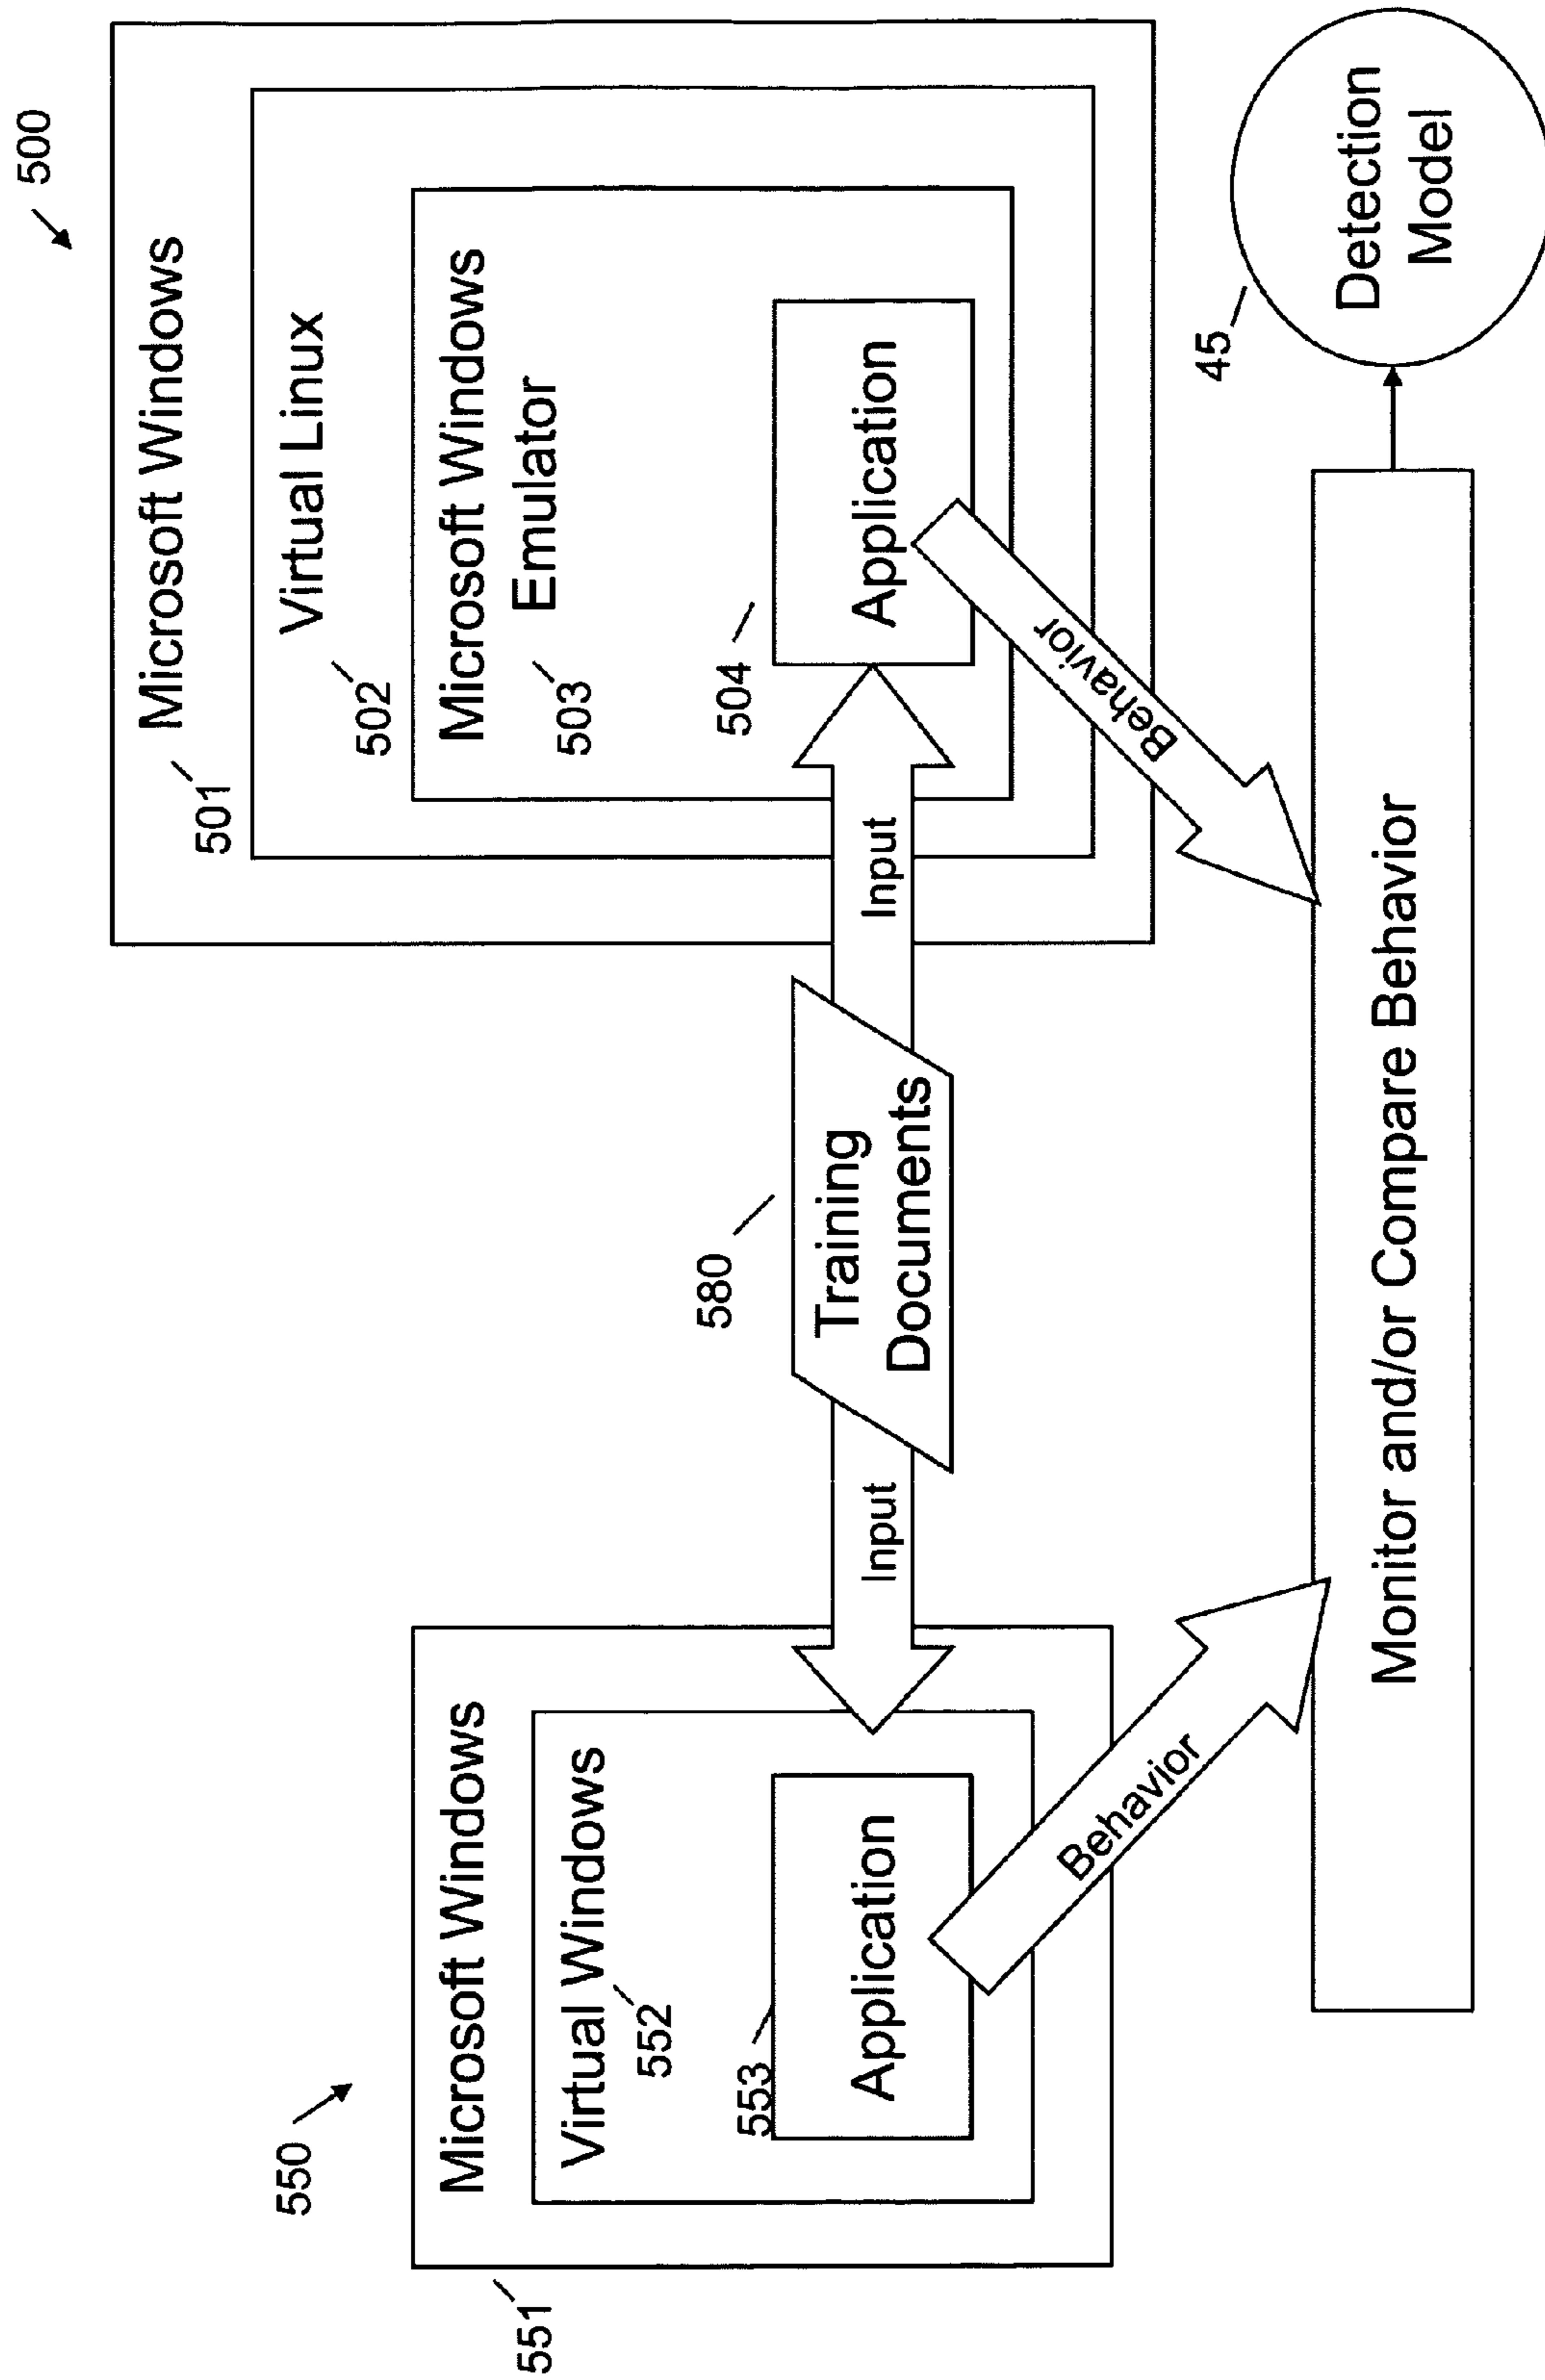 500
550
Microsoft Windows
501
Virtual Linux
502
Microsoft Windows
Emulator
503
504
Application
551
Microsoft Windows
Virtual Windows
552
553
Application
580
Training
Documents
Input
Input
Behavior
Behavior
Monitor and/or Compare Behavior
45
Detection
Model